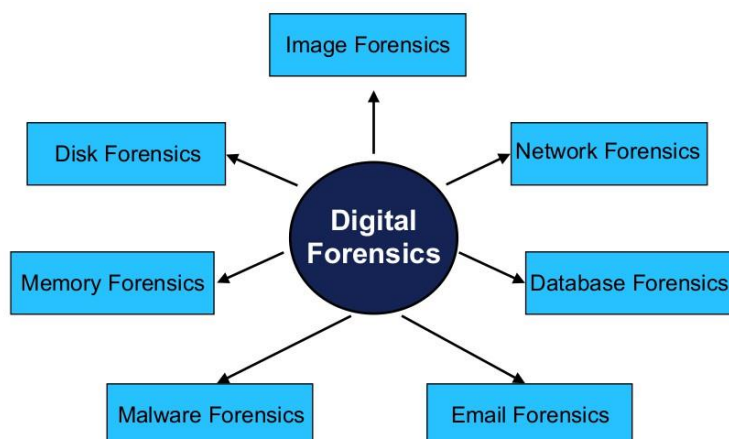 Image Forensics
Disk Forensics
Network Forensics
Digital
Forensics
Memory Forensics
Database Forensics
Malware Forensics
Email Forensics